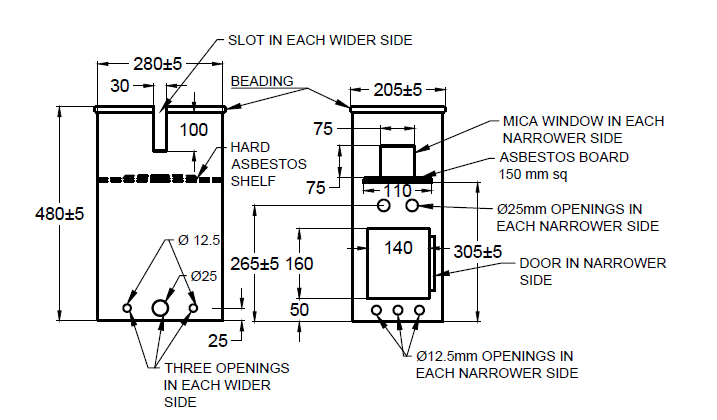 SLOT IN EACH WIDER SIDE
280±5
30
BEADING
205±5
100
75
MICA WINDOW IN EACH
NARROWER SIDE
HARD
ASBESTOS
SHELF
ASBESTOS BOARD
150 mm sq
75
110
480±5
Ø25mm OPENINGS IN
EACH NARROWER SIDE
Ø 12.5
140
305±5
265±5
160
DOOR IN NARROWER
SIDE
Ø25
50
25
THREE OPENINGS
IN EACH WIDER
SIDE
Ø12.5mm OPENINGS IN
EACH NARROWER SIDE